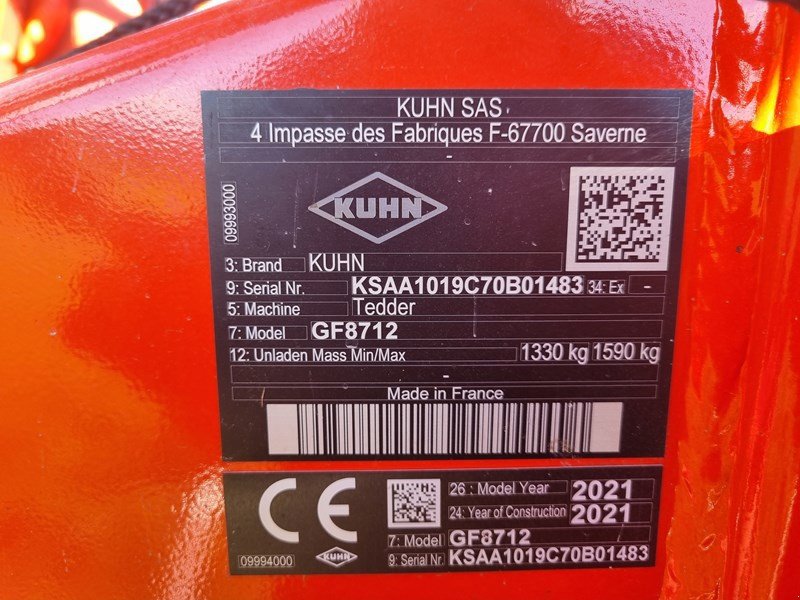 KUHN SAS
4 Impasse des Fabriques F-67700 Saverne
-
09993000
KUHN
3: Brand KUHN
9: Serial Nr. KSAA1019C70B01483 34: Ex -
5: Machine Tedder
7: Model GF8712
12: Unladen Mass Min/Max 1330 kg 1590 kg
-
Made in France
CE
26 : Model Year 2021
24: Year of Construction 2021
7: Model GF8712
09994000 KUHN 9: Serial Nr. KSAA1019C70B01483